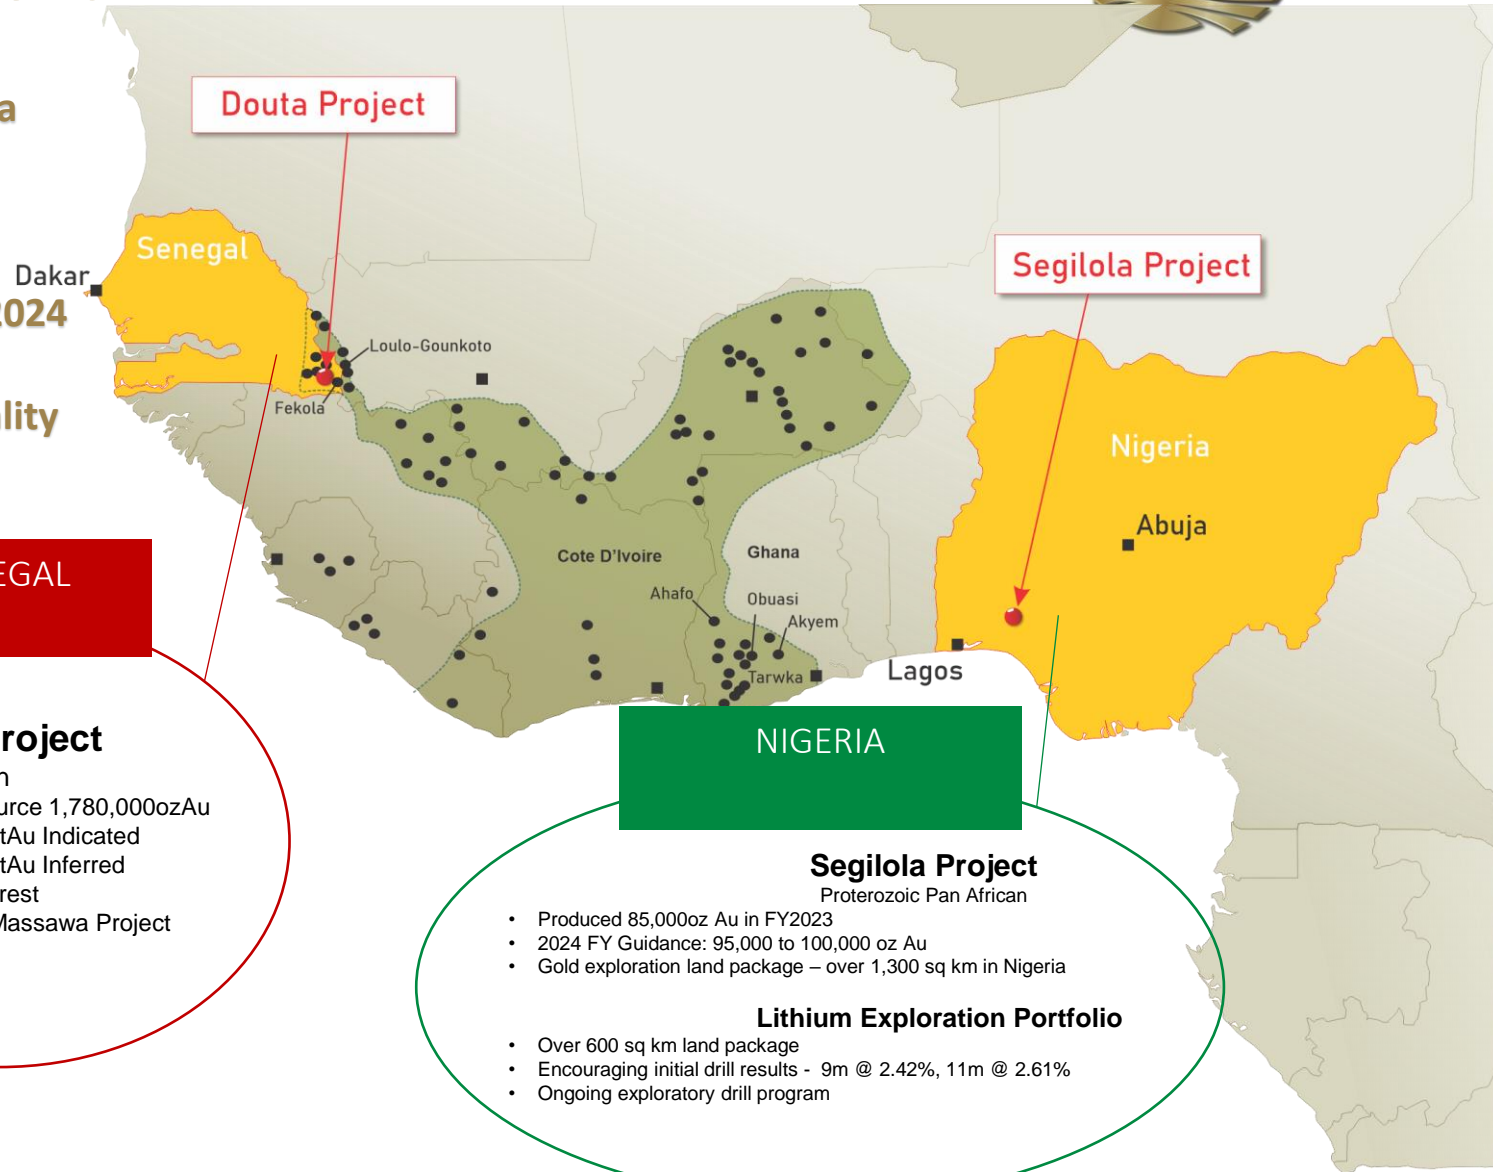 a
2024
ality
Douta Project
Senegal
Dakar
Loulo-Gounkoto
Fekola
Segilola Project
Nigeria
Abuja
Lagos
Cote D'Ivoire
Ghana
Ahafo
Obuasi
Akyem
Tarwka
EGAL
roject
n
urce 1,780,000ozAu
tAu Indicated
tAu Inferred
rest
Massawa Project
NIGERIA
Segilola Project
Proterozoic Pan African
• Produced 85,000oz Au in FY2023
• 2024 FY Guidance: 95,000 to 100,000 oz Au
• Gold exploration land package – over 1,300 sq km in Nigeria
Lithium Exploration Portfolio
• Over 600 sq km land package
• Encouraging initial drill results - 9m @ 2.42%, 11m @ 2.61%
• Ongoing exploratory drill program